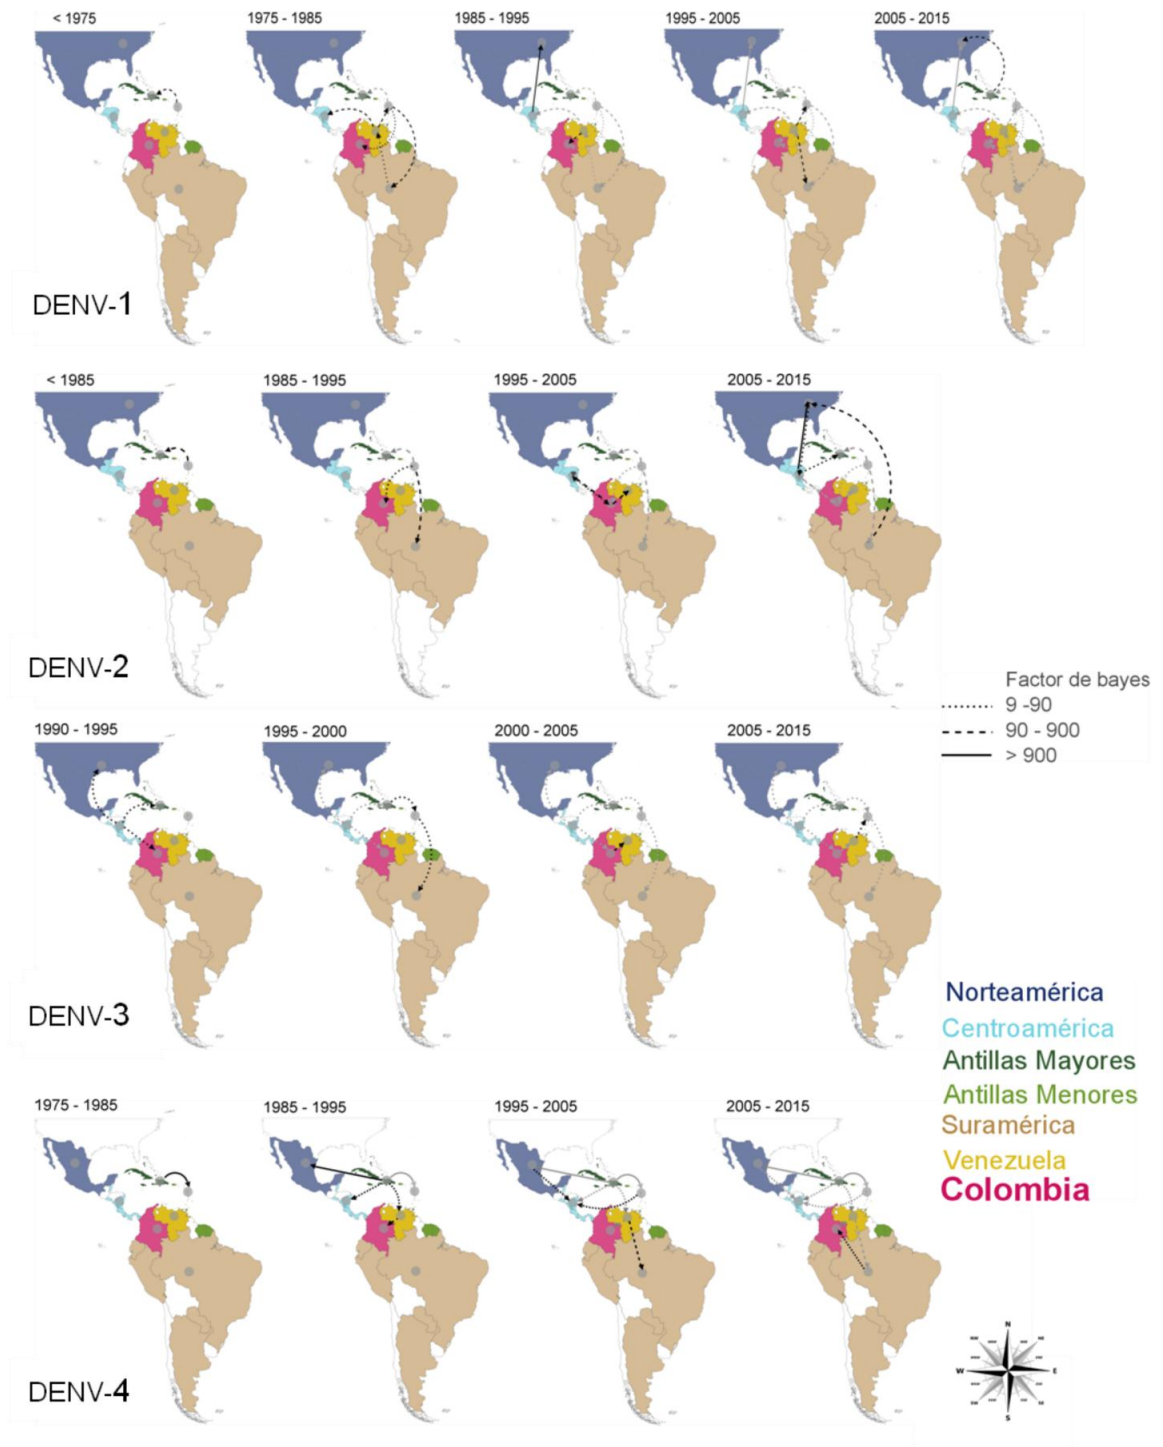 < 1975
1975 - 1985
1985 - 1995
1995 - 2005
2005 - 2015
DENV-1
< 1985
1985 - 1995
1995 - 2005
2005 - 2015
DENV-2
Factor de bayes
9 -90
90 - 900
> 900
1990 - 1995
1995 - 2000
2000 - 2005
2005 - 2015
DENV-3
Norteamérica
Centroamérica
Antillas Mayores
Antillas Menores
Suramérica
Venezuela
Colombia
1975 - 1985
1985 - 1995
1995 - 2005
2005 - 2015
DENV-4
N
W
E
S